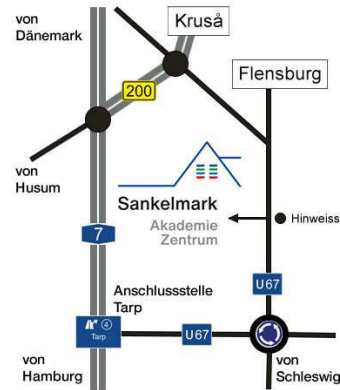 von
Dänemark
Kruså
200
Flensburg
von
Husum
Sankelmark
Akademie
Zentrum
Hinweiss
7
U67
Anschlussstelle
Tarp
4
Tarp
U67
von
Hamburg
von
Schleswig